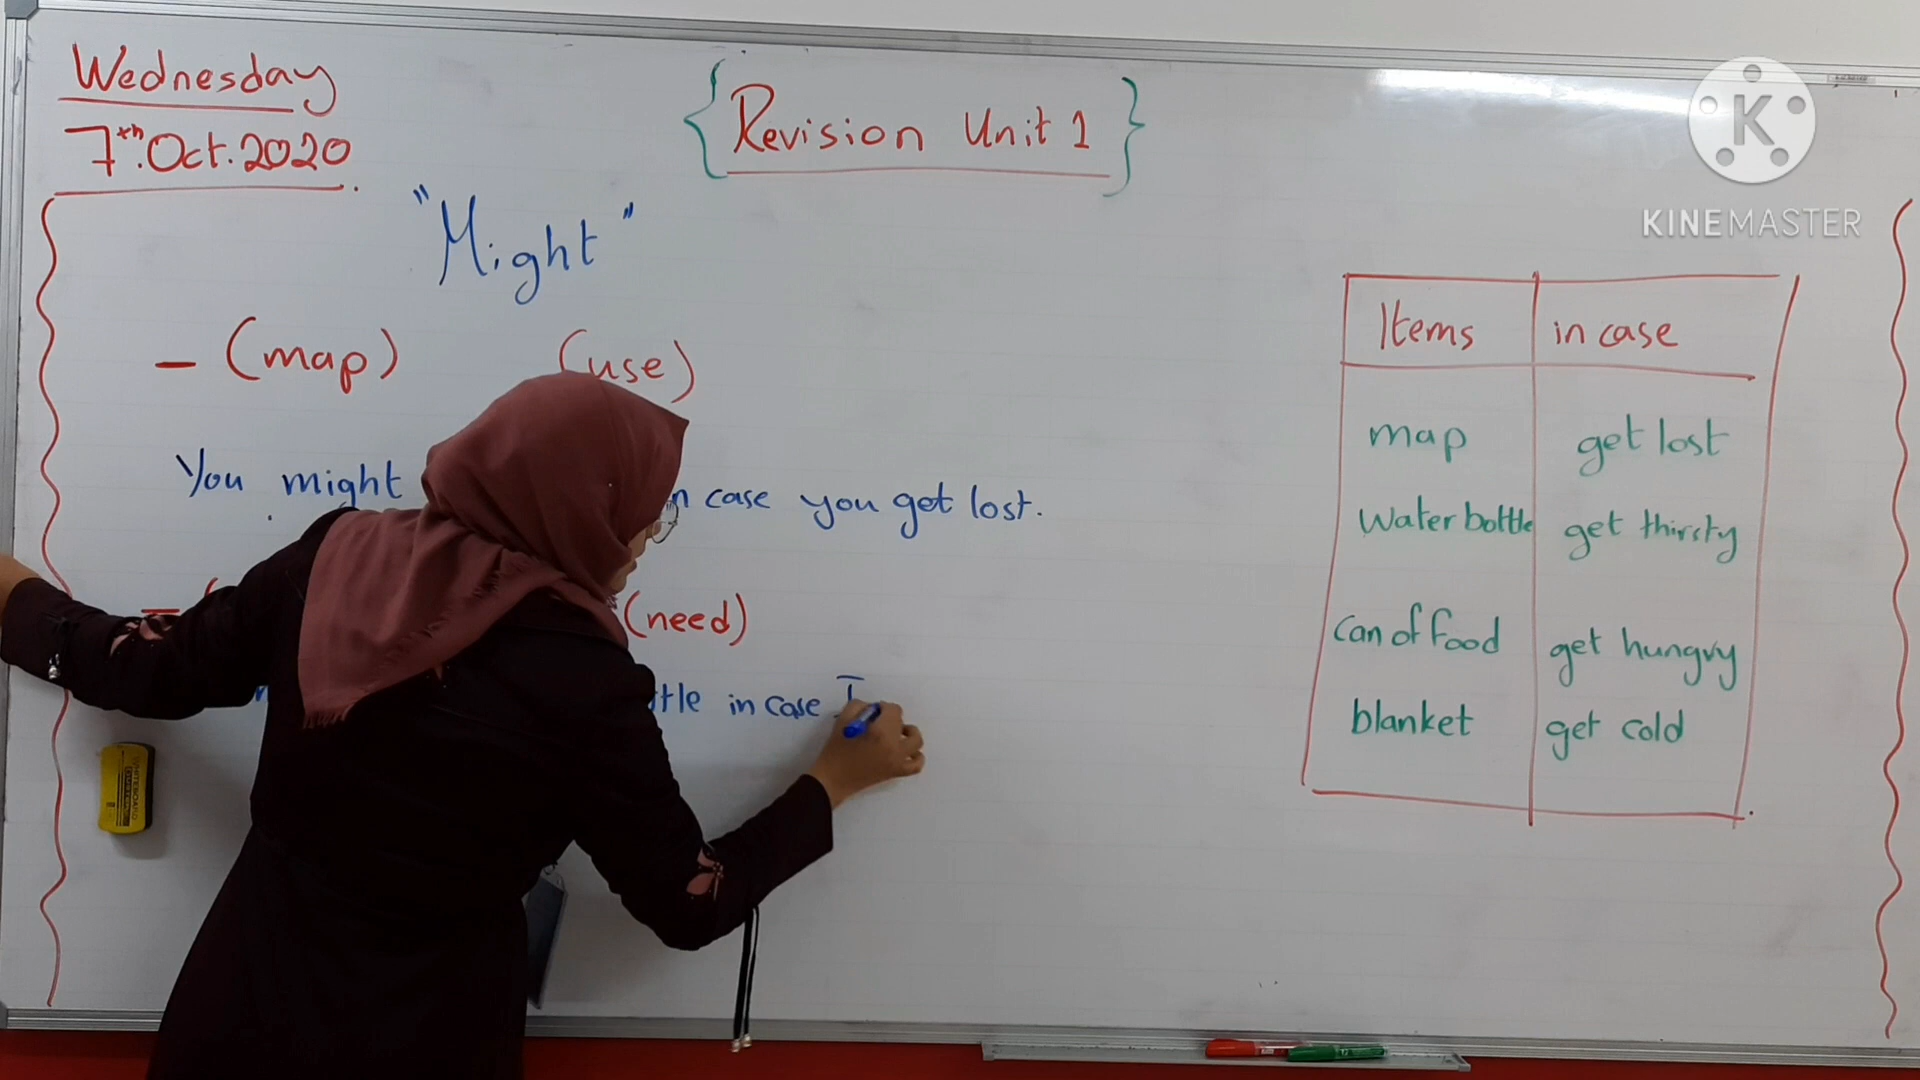 Wednesday
7th.Oct.2020
{Revision Unit 1}
"Might"
- (map) (use)
You might in case you get lost.
(need)
in case I
Items in case
map get lost
Water bottle get thirsty
Can of food get hungry
blanket get cold
K
KINEMASTER